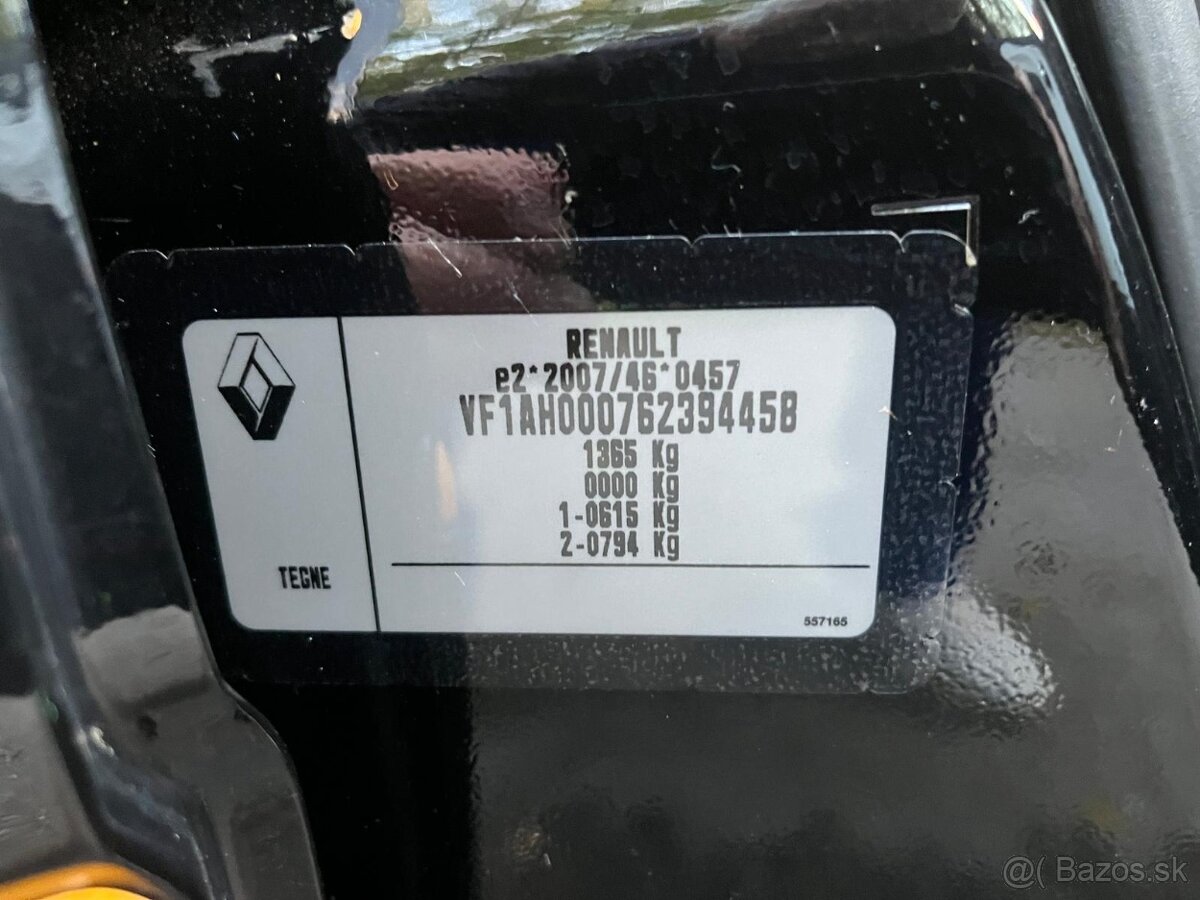 RENAULT
e2*2007/46*0457
VF1AH000762394458
1365 Kg
0000 Kg
1-0615 Kg
2-0794 Kg
TEGNE
557165
@( Bazos.sk